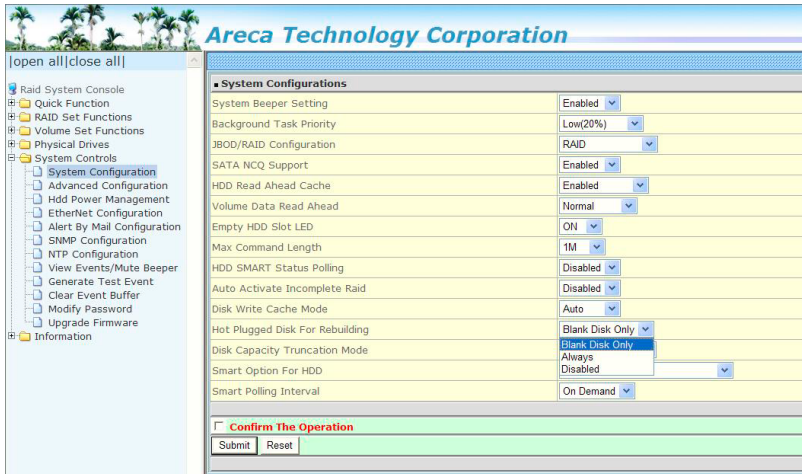 Areca Technology Corporation
|open all|close all|
Raid System Console
Quick Function
RAID Set Functions
Volume Set Functions
Physical Drives
System Controls
System Configuration
Advanced Configuration
Hdd Power Management
EtherNet Configuration
Alert By Mail Configuration
SNMP Configuration
NTP Configuration
View Events/Mute Beeper
Generate Test Event
Clear Event Buffer
Modify Password
Upgrade Firmware
Information
System Configurations
System Beeper Setting Enabled
Background Task Priority Low(20%)
JBOD/RAID Configuration RAID
SATA NCQ Support Enabled
HDD Read Ahead Cache Enabled
Volume Data Read Ahead Normal
Empty HDD Slot LED ON
Max Command Length 1M
HDD SMART Status Polling Disabled
Auto Activate Incomplete Raid Disabled
Disk Write Cache Mode Auto
Hot Plugged Disk For Rebuilding Blank Disk Only
Blank Disk Only
Always
Disabled
Disk Capacity Truncation Mode
Smart Option For HDD
Smart Polling Interval On Demand
Confirm The Operation
Submit Reset